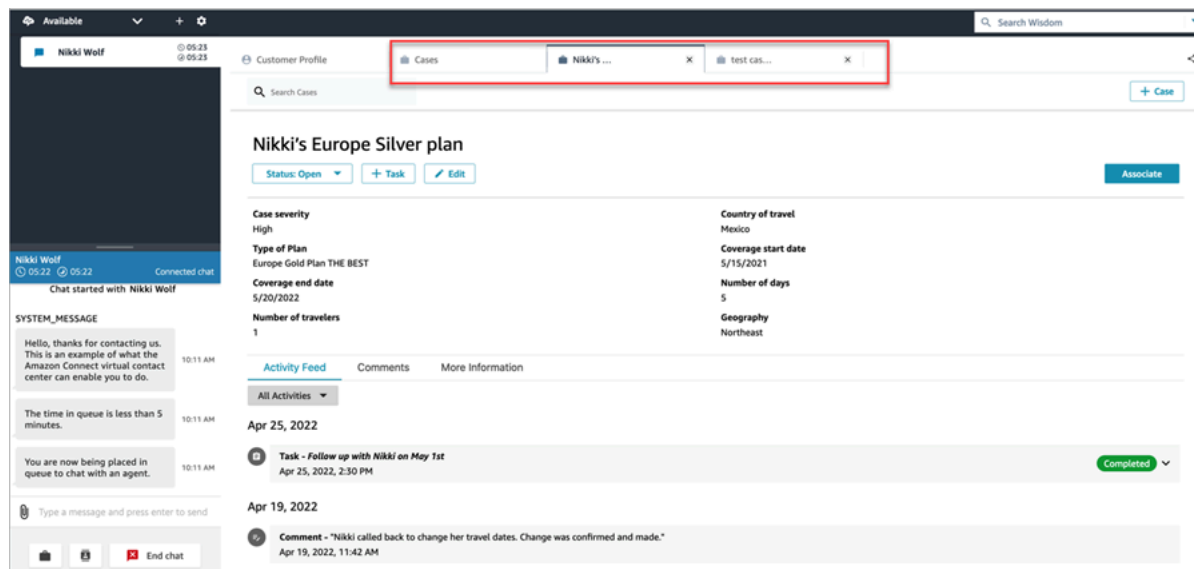 Available
Search Wisdom
Nikki Wolf
05:23
05:23
Customer Profile
Cases
Nikki's ...
test cas...
Search Cases
+ Case
Nikki's Europe Silver plan
Status: Open
+ Task
Edit
Associate
Case severity
High
Country of travel
Mexico
Type of Plan
Europe Gold Plan THE BEST
Coverage start date
5/15/2021
Coverage end date
5/20/2022
Number of days
5
Number of travelers
1
Geography
Northeast
Nikki Wolf
05:22 05:22 Connected chat
Chat started with Nikki Wolf
SYSTEM_MESSAGE
Hello, thanks for contacting us.
This is an example of what the
Amazon Connect virtual contact
center can enable you to do.
10:11 AM
The time in queue is less than 5
minutes.
10:11 AM
You are now being placed in
queue to chat with an agent.
10:11 AM
Type a message and press enter to send
End chat
Activity Feed Comments More Information
All Activities
Apr 25, 2022
Task - Follow up with Nikki on May 1st
Apr 25, 2022, 2:30 PM
Completed
Apr 19, 2022
Comment - "Nikki called back to change her travel dates. Change was confirmed and made."
Apr 19, 2022, 11:42 AM